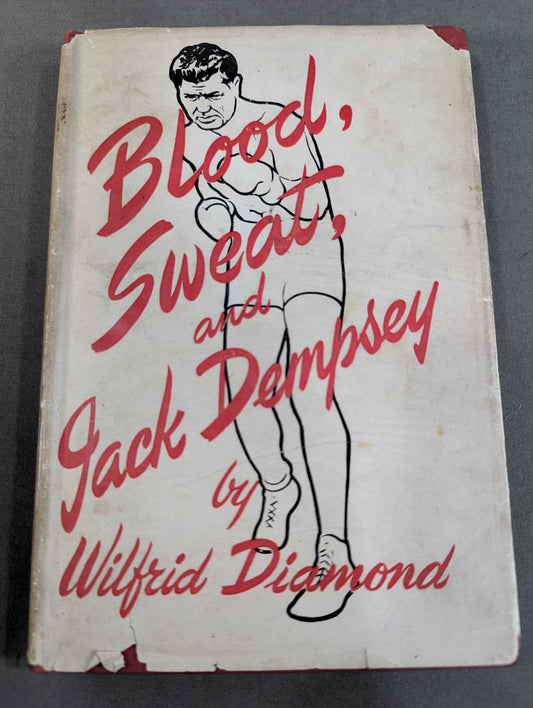 Blood,
Sweat,
and
Jack Dempsey
by
Wilfrid Diamond